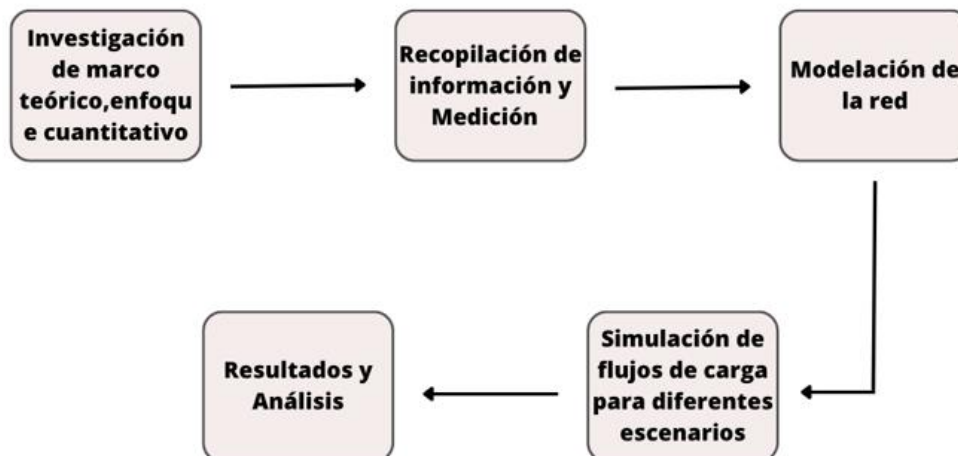 Investigación
de marco
teórico,enfoqu
e cuantitativo
Recopilación de
información y
Medición
Modelación de
la red
Simulación de
flujos de carga
para diferentes
escenarios
Resultados y
Análisis